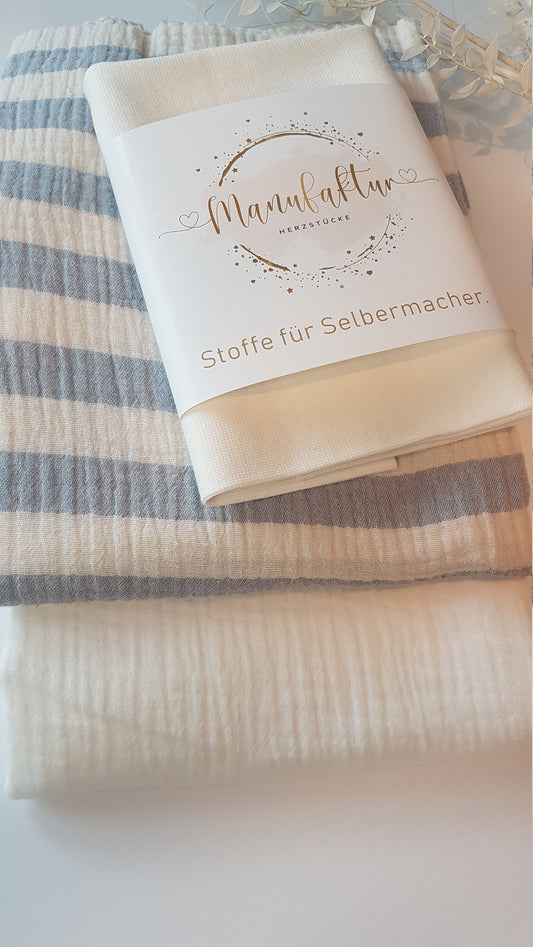 Manufaktur
HERZSTÜCKE
Stoffe für Selbermacher.